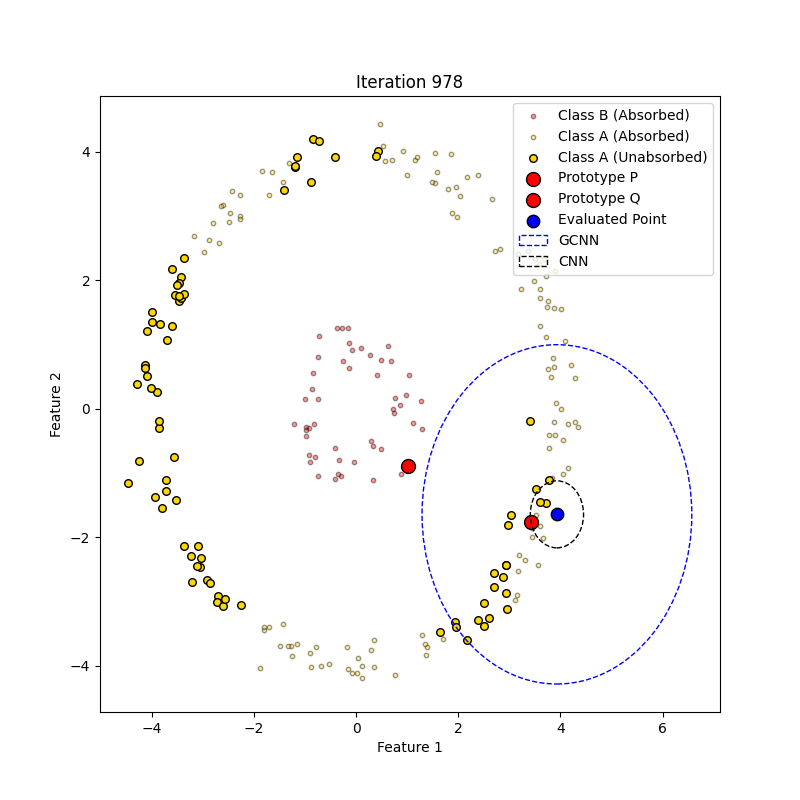 Iteration 978
Class B (Absorbed)
Class A (Absorbed)
Class A (Unabsorbed)
Prototype P
Prototype Q
Evaluated Point
GCNN
CNN
4
2
0
−2
−4
Feature 2
−4 −2 0 2 4 6
Feature 1